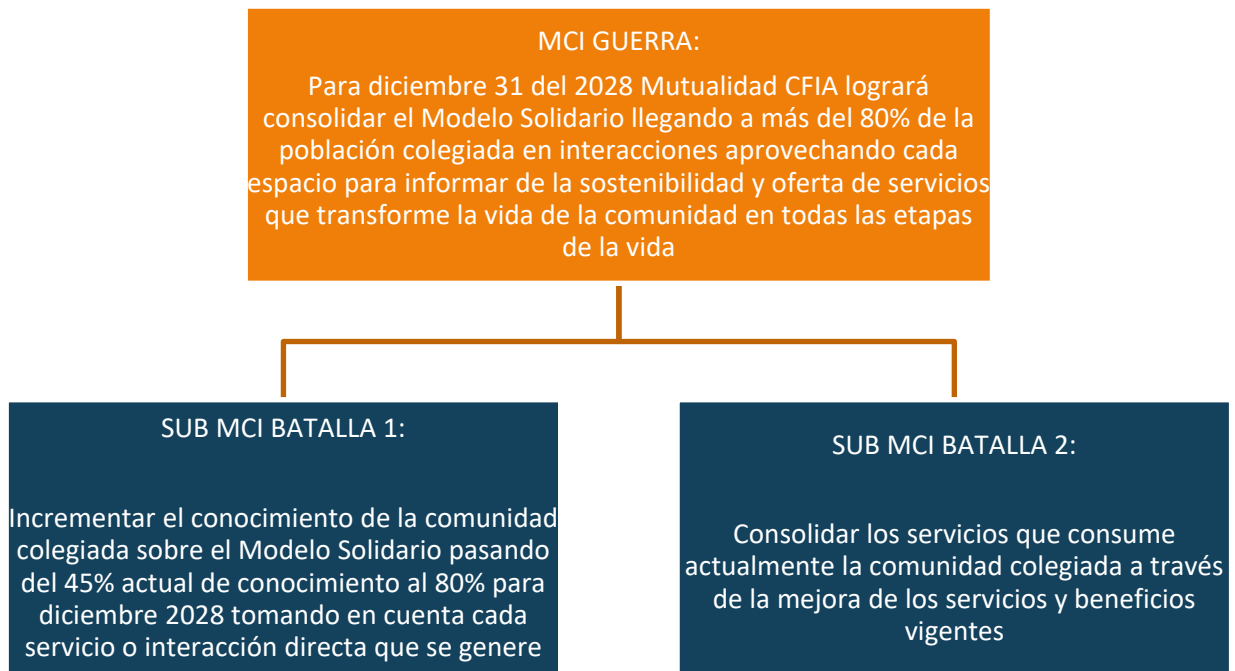 MCI GUERRA:
Para diciembre 31 del 2028 Mutualidad CFIA logrará
consolidar el Modelo Solidario llegando a más del 80% de la
población colegiada en interacciones aprovechando cada
espacio para informar de la sostenibilidad y oferta de servicios
que transforme la vida de la comunidad en todas las etapas
de la vida
SUB MCI BATALLA 1:
Incrementar el conocimiento de la comunidad
colegiada sobre el Modelo Solidario pasando
del 45% actual de conocimiento al 80% para
diciembre 2028 tomando en cuenta cada
servicio o interacción directa que se genere
SUB MCI BATALLA 2:
Consolidar los servicios que consume
actualmente la comunidad colegiada a través
de la mejora de los servicios y beneficios
vigentes